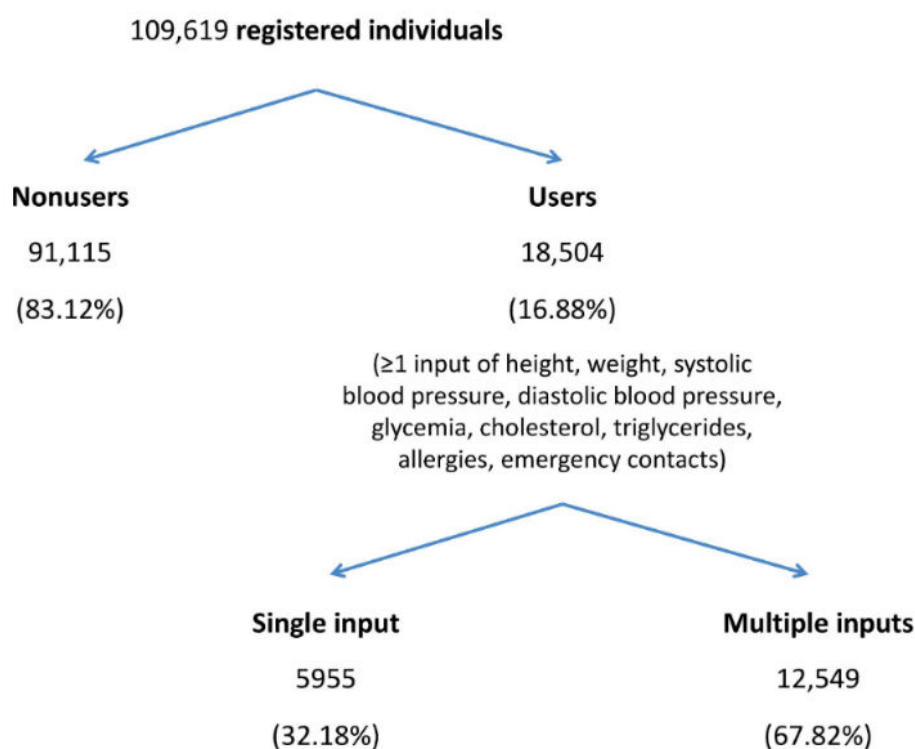 109,619 registered individuals
Nonusers
91,115
(83.12%)
Users
18,504
(16.88%)
(≥1 input of height, weight, systolic
blood pressure, diastolic blood pressure,
glycemia, cholesterol, triglycerides,
allergies, emergency contacts)
Single input
5955
(32.18%)
Multiple inputs
12,549
(67.82%)